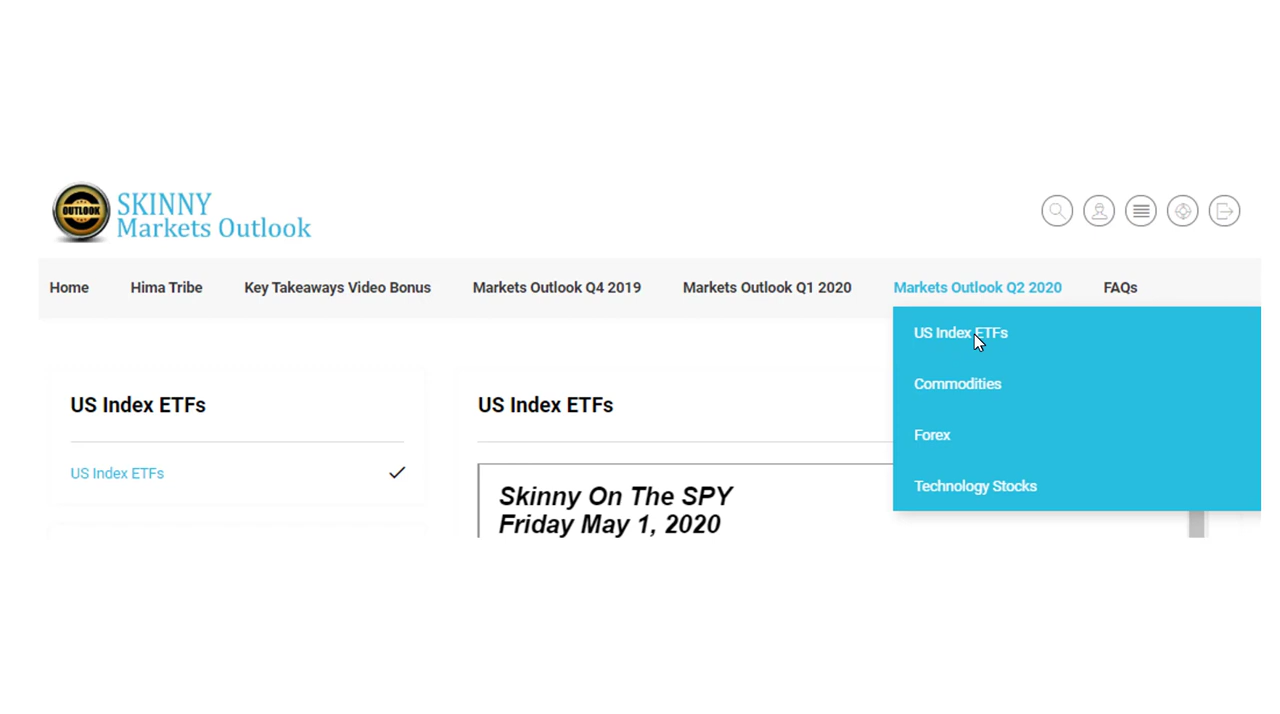 OUTLOOK
SKINNY
Markets Outlook
Home Hima Tribe Key Takeaways Video Bonus Markets Outlook Q4 2019 Markets Outlook Q1 2020 Markets Outlook Q2 2020 FAQs
US Index ETFs
Commodities
Forex
Technology Stocks
US Index ETFs
US Index ETFs
US Index ETFs
Skinny On The SPY
Friday May 1, 2020